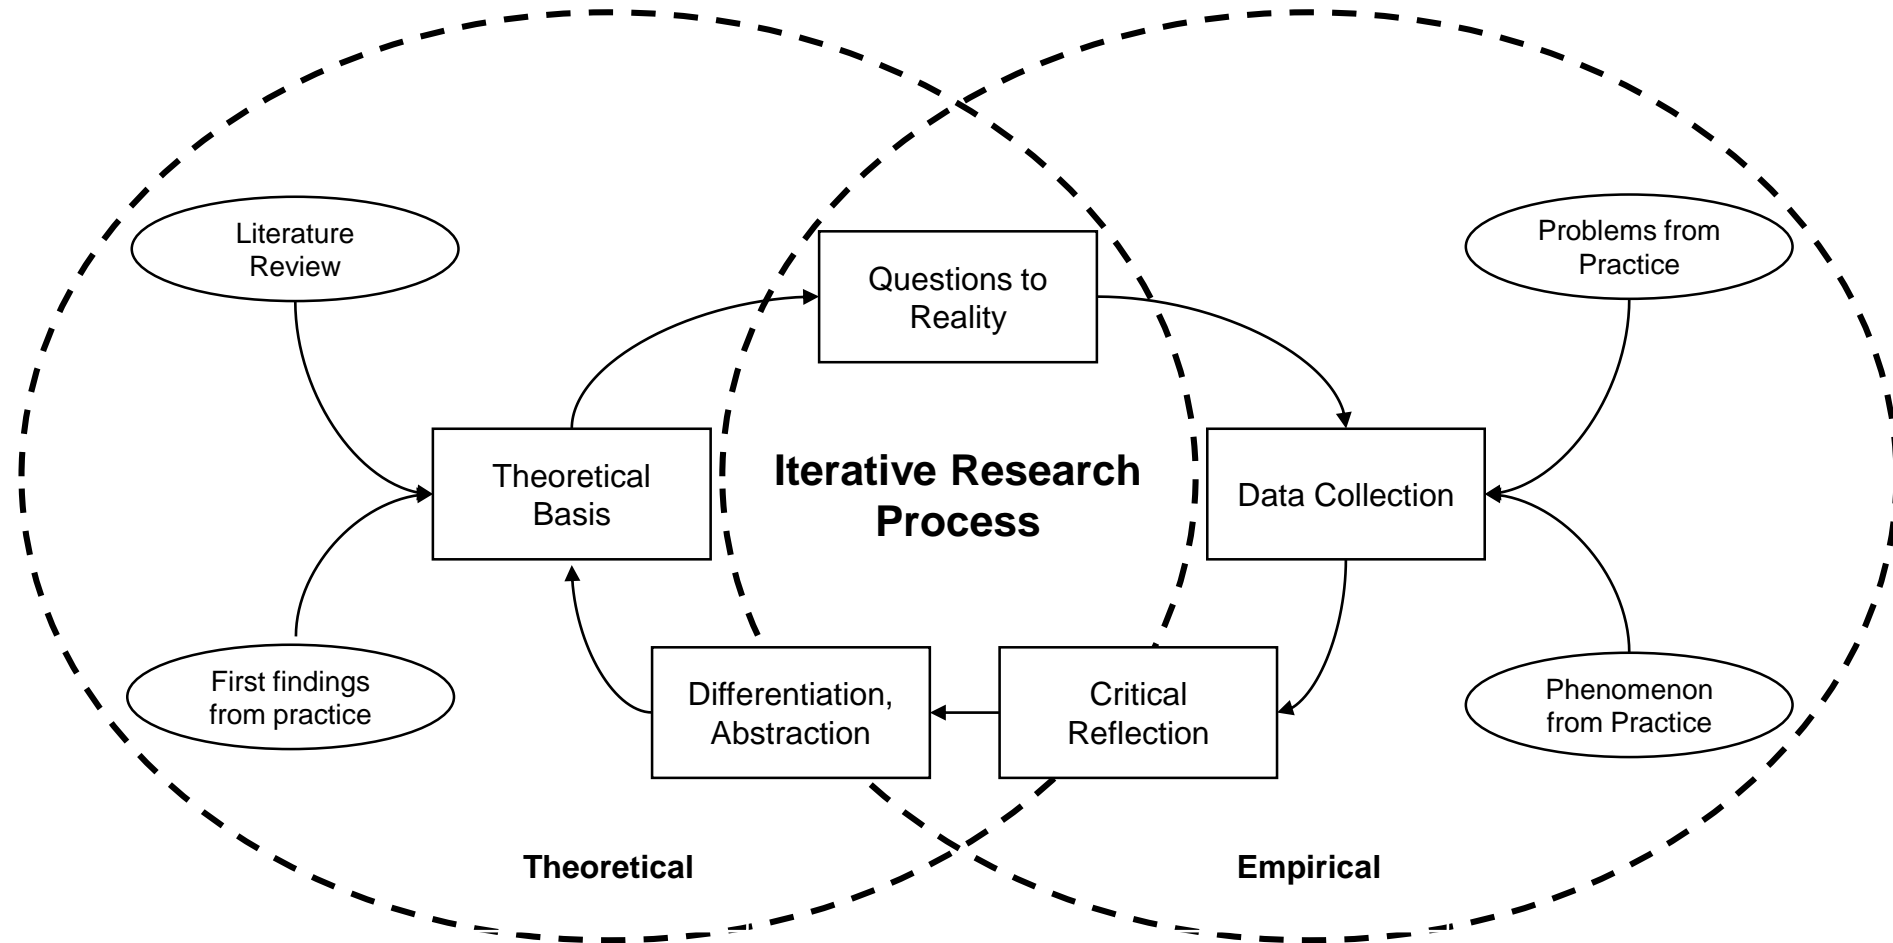 Literature
Review
Problems from
Practice
Questions to
Reality
Theoretical
Basis
Iterative Research
Process
Data Collection
First findings
from practice
Differentiation,
Abstraction
Critical
Reflection
Phenomenon
from Practice
Theoretical
Empirical